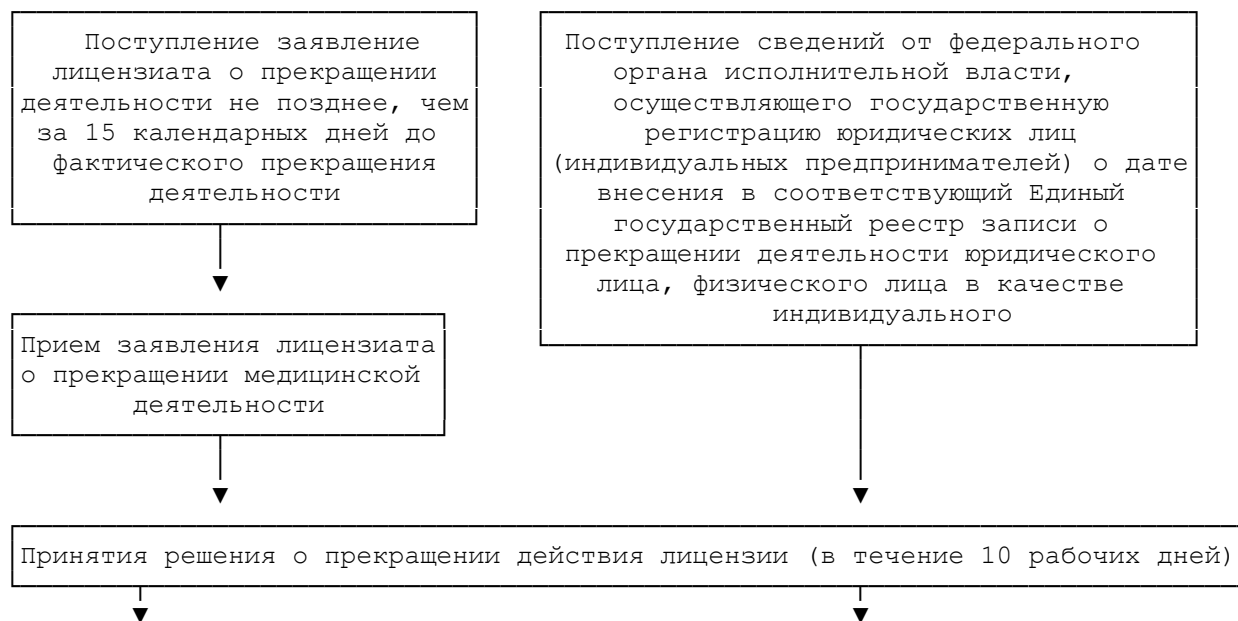 Поступление заявление
лицензиата о прекращении
деятельности не позднее, чем
за 15 календарных дней до
фактического прекращения
деятельности
Поступление сведений от федерального
органа исполнительной власти,
осуществляющего государственную
регистрацию юридических лиц
(индивидуальных предпринимателей) о дате
внесения в соответствующий Единый
государственный реестр записи о
прекращении деятельности юридического
лица, физического лица в качестве
индивидуального
Прием заявления лицензиата
о прекращении медицинской
деятельности
Принятия решения о прекращении действия лицензии (в течение 10 рабочих дней)